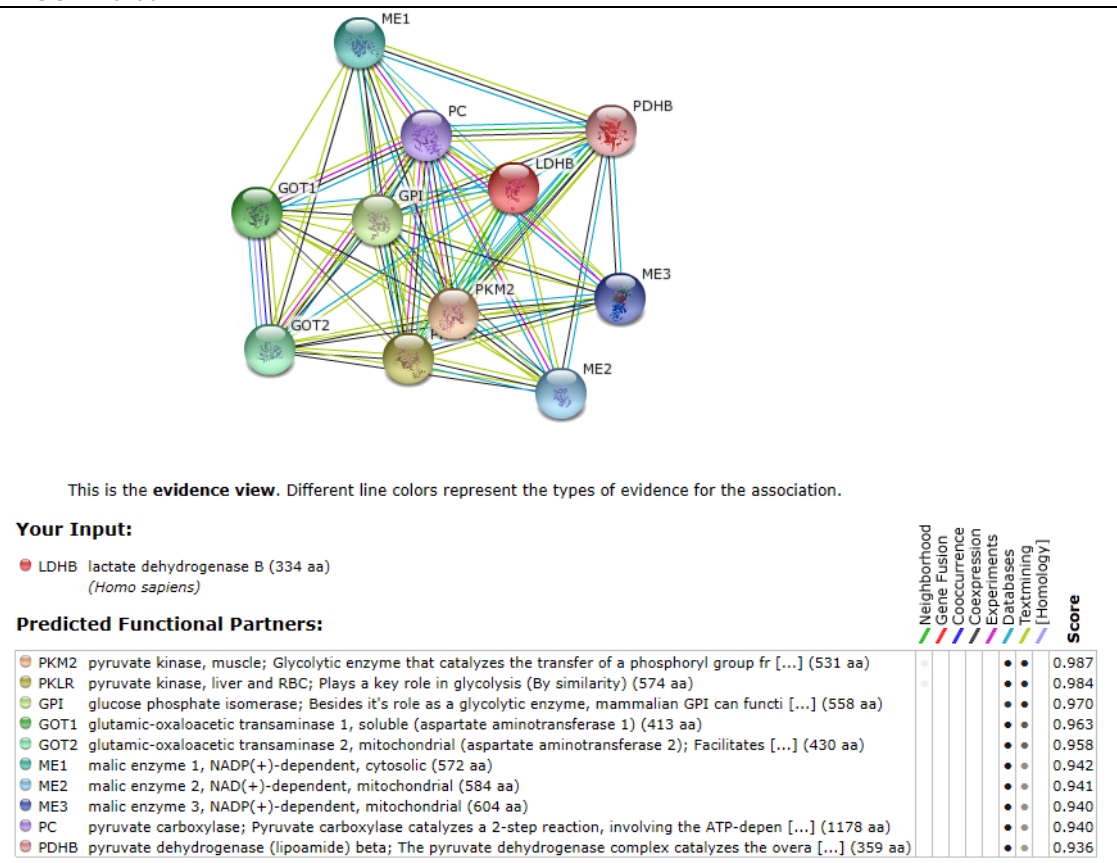 ME1
PDHB
PC
LDHB
GOT1
GPI
ME3
PKM2
GOT2
ME2
This is the evidence view. Different line colors represent the types of evidence for the association.
Your Input:
LDHB lactate dehydrogenase B (334 aa)
(Homo sapiens)
Neighborhood
Gene Fusion
Cooccurrence
Coexpression
Experiments
Databases
Textmining
[Homology]
Score
Predicted Functional Partners:
PKM2 pyruvate kinase, muscle; Glycolytic enzyme that catalyzes the transfer of a phosphoryl group fr [...] (531 aa) 0.987
PKLR pyruvate kinase, liver and RBC; Plays a key role in glycolysis (By similarity) (574 aa) 0.984
GPI glucose phosphate isomerase; Besides it's role as a glycolytic enzyme, mammalian GPI can functi [...] (558 aa) 0.970
GOT1 glutamic-oxaloacetic transaminase 1, soluble (aspartate aminotransferase 1) (413 aa) 0.963
GOT2 glutamic-oxaloacetic transaminase 2, mitochondrial (aspartate aminotransferase 2); Facilitates [...] (430 aa) 0.958
ME1 malic enzyme 1, NADP(+)-dependent, cytosolic (572 aa) 0.942
ME2 malic enzyme 2, NAD(+)-dependent, mitochondrial (584 aa) 0.941
ME3 malic enzyme 3, NADP(+)-dependent, mitochondrial (604 aa) 0.940
PC pyruvate carboxylase; Pyruvate carboxylase catalyzes a 2-step reaction, involving the ATP-depen [...] (1178 aa) 0.940
PDHB pyruvate dehydrogenase (lipoamide) beta; The pyruvate dehydrogenase complex catalyzes the overa [...] (359 aa) 0.936